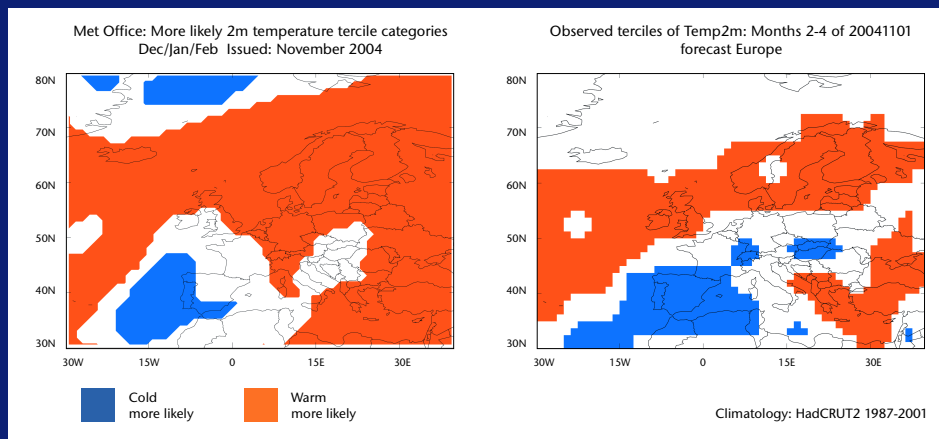 Met Office: More likely 2m temperature tercile categories
Dec/Jan/Feb Issued: November 2004
80N
70N
60N
50N
40N
30N
30W
15W
0
15E
30E
Observed terciles of Temp2m: Months 2-4 of 20041101
forecast Europe
80N
70N
60N
50N
40N
30N
30W
15W
0
15E
30E
Cold
more likely
Warm
more likely
Climatology: HadCRUT2 1987-2001